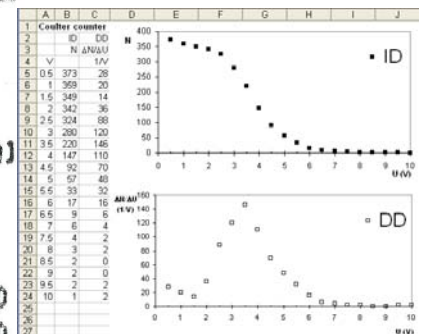 A B C D E F G H I J
1 Coulter counter
2 ID DD
3 N ΔN/ΔU
4 V 1/V
5 0.5 373 28
6 1 359 20
7 1.5 349 14
8 2 342 36
9 2.5 324 88
10 3 280 120
11 3.5 220 146
12 4 147 110
13 4.5 92 70
14 5 57 48
15 5.5 33 32
16 6 17 16
17 6.5 9 6
18 7 6 4
19 7.5 4 2
20 8 3 2
21 8.5 2 0
22 9 2 0
23 9.5 2 2
24 10 1 2
25
26
27
N
400
350
300
250
200
150
100
50
0
0 1 2 3 4 5 6 7 8 9 10
U (V)
ID
ΔN/ΔU
(1/V)
160
140
120
100
80
60
40
20
0
0 1 2 3 4 5 6 7 8 9 10
U (V)
DD